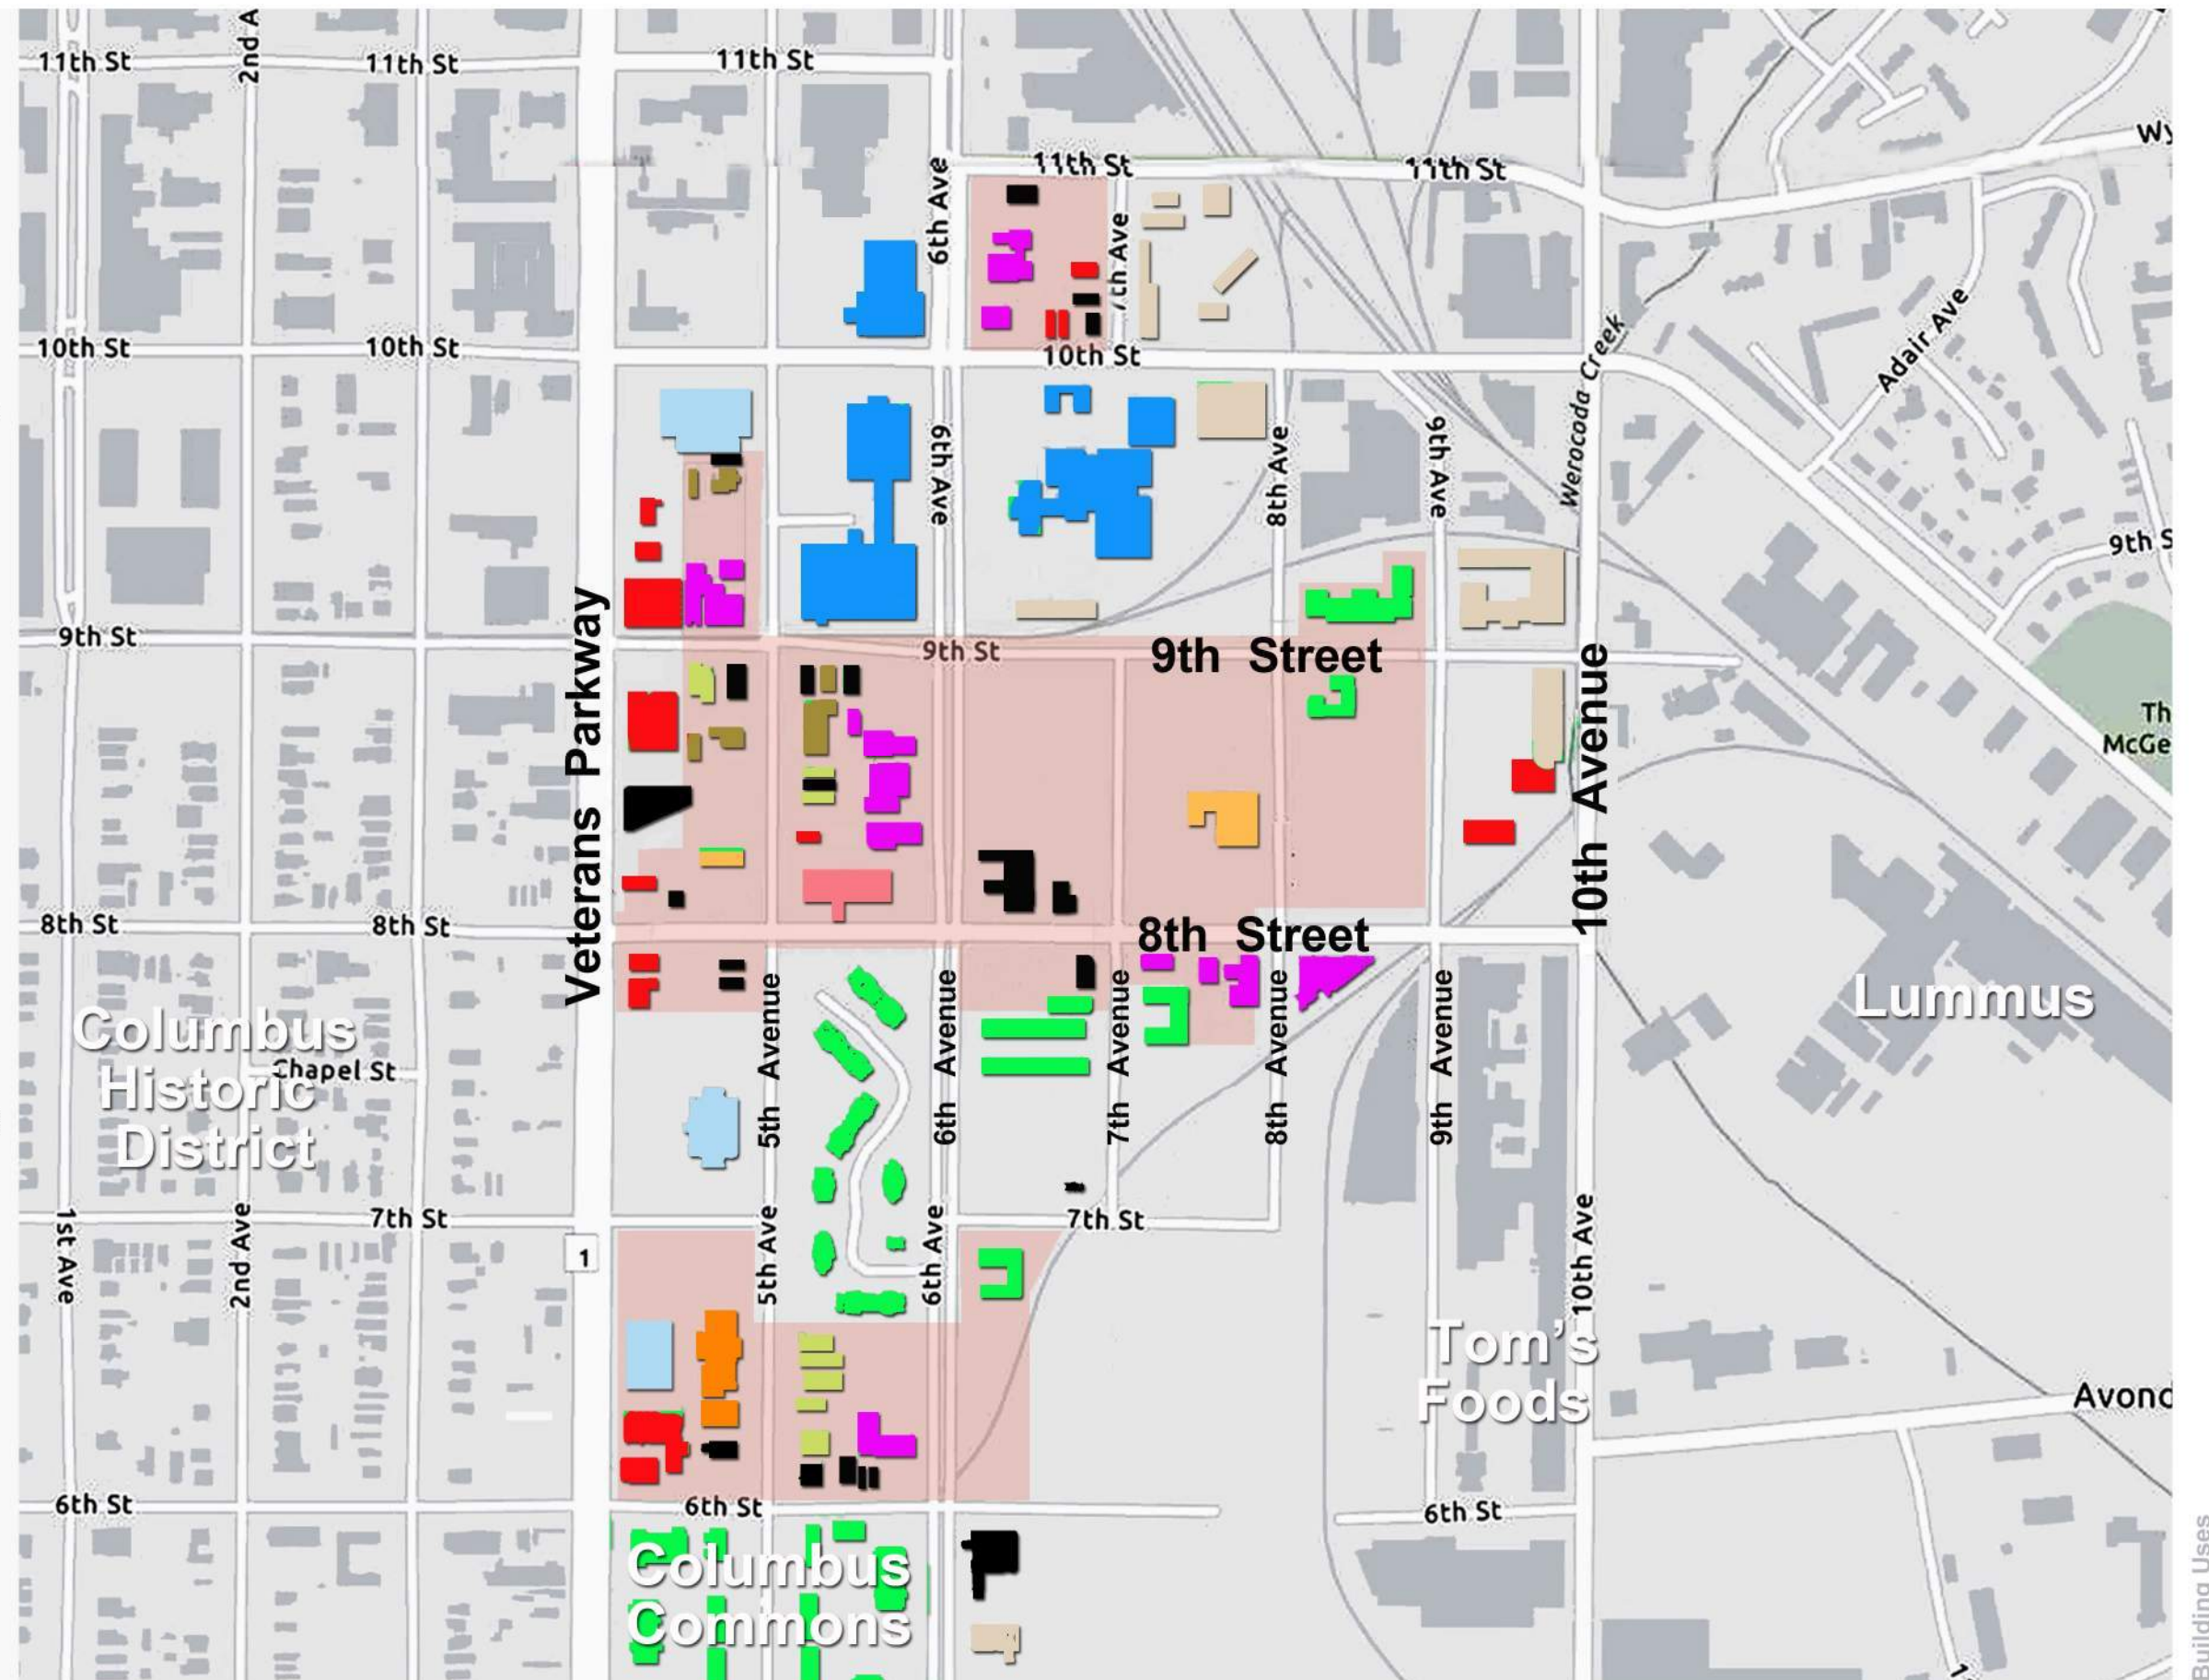 2nd A
11th St
11th St
11th St
Wy
11th St
11th St
6th Ave
7th Ave
10th St
10th St
10th St
Werocoda Creek
Adair Ave
6th Ave
8th Ave
9th Ave
9th S
9th St
9th St
9th Street
Veterans Parkway
10th Avenue
Th
McGe
8th St
8th St
8th Street
Columbus
Historic
District
Chapel St
5th Avenue
6th Avenue
7th Avenue
8th Avenue
9th Avenue
Lummus
1st Ave
2nd Ave
7th St
7th St
1
5th Ave
6th Ave
10th Ave
Tom's
Foods
Avond
6th St
6th St
6th St
Columbus
Commons
Building Uses